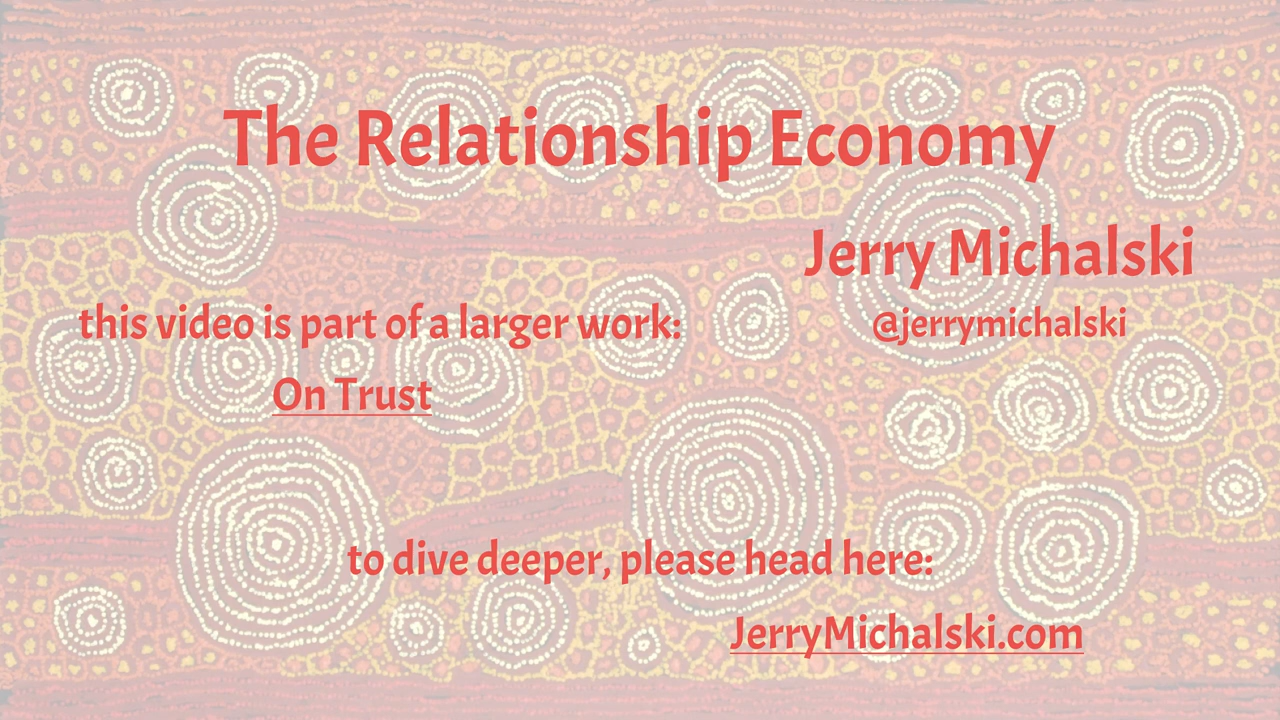 The Relationship Economy
Jerry Michalski
@jerrymichalski
this video is part of a larger work:
On Trust
to dive deeper, please head here:
JerryMichalski.com